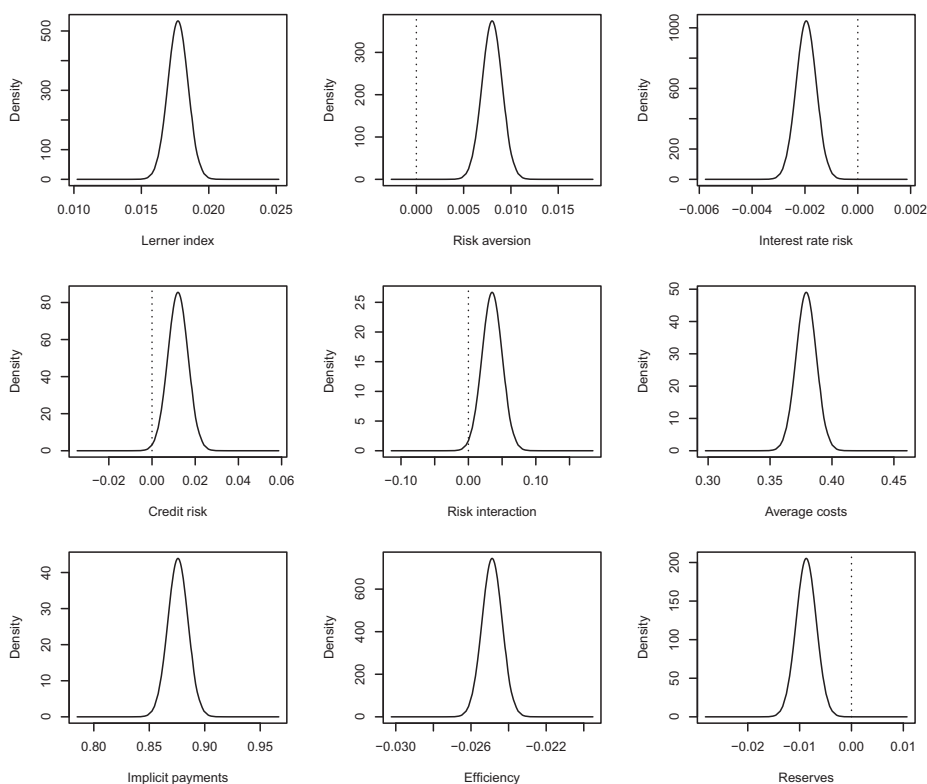 Density
500
300
100
0
0.010 0.015 0.020 0.025
Lerner index
Density
300
200
100
0
0.000 0.005 0.010 0.015
Risk aversion
Density
1000
600
200
0
−0.006 −0.004 −0.002 0.000 0.002
Interest rate risk
Density
80
60
40
20
0
−0.02 0.00 0.02 0.04 0.06
Credit risk
Density
25
20
15
10
5
0
−0.10 0.00 0.10
Risk interaction
Density
50
40
30
20
10
0
0.30 0.35 0.40 0.45
Average costs
Density
40
30
20
10
0
0.80 0.85 0.90 0.95
Implicit payments
Density
600
400
200
0
−0.030 −0.026 −0.022
Efficiency
Density
200
150
100
50
0
−0.02 −0.01 0.00 0.01
Reserves